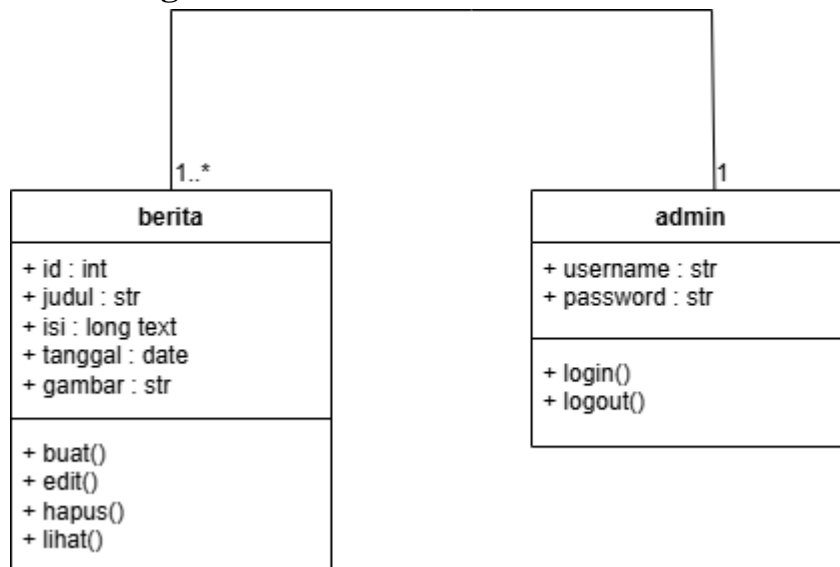 1..*
1
berita
+ id : int
+ judul : str
+ isi : long text
+ tanggal : date
+ gambar : str
+ buat()
+ edit()
+ hapus()
+ lihat()
admin
+ username : str
+ password : str
+ login()
+ logout()